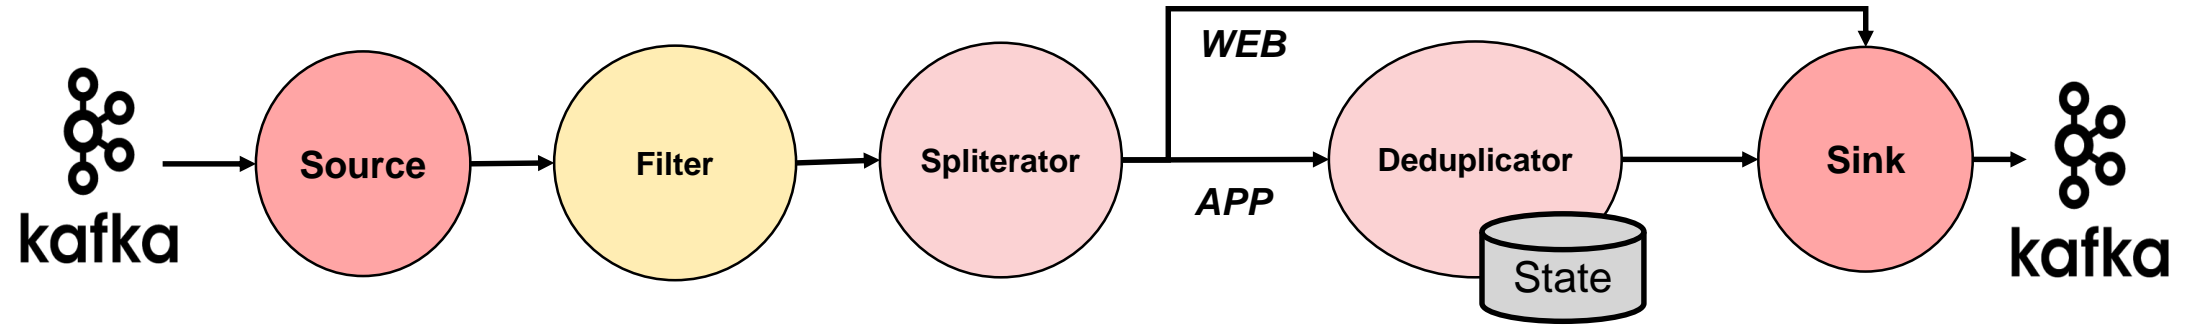 kafka
Source
Filter
Spliterator
WEB
APP
Deduplicator
State
Sink
kafka